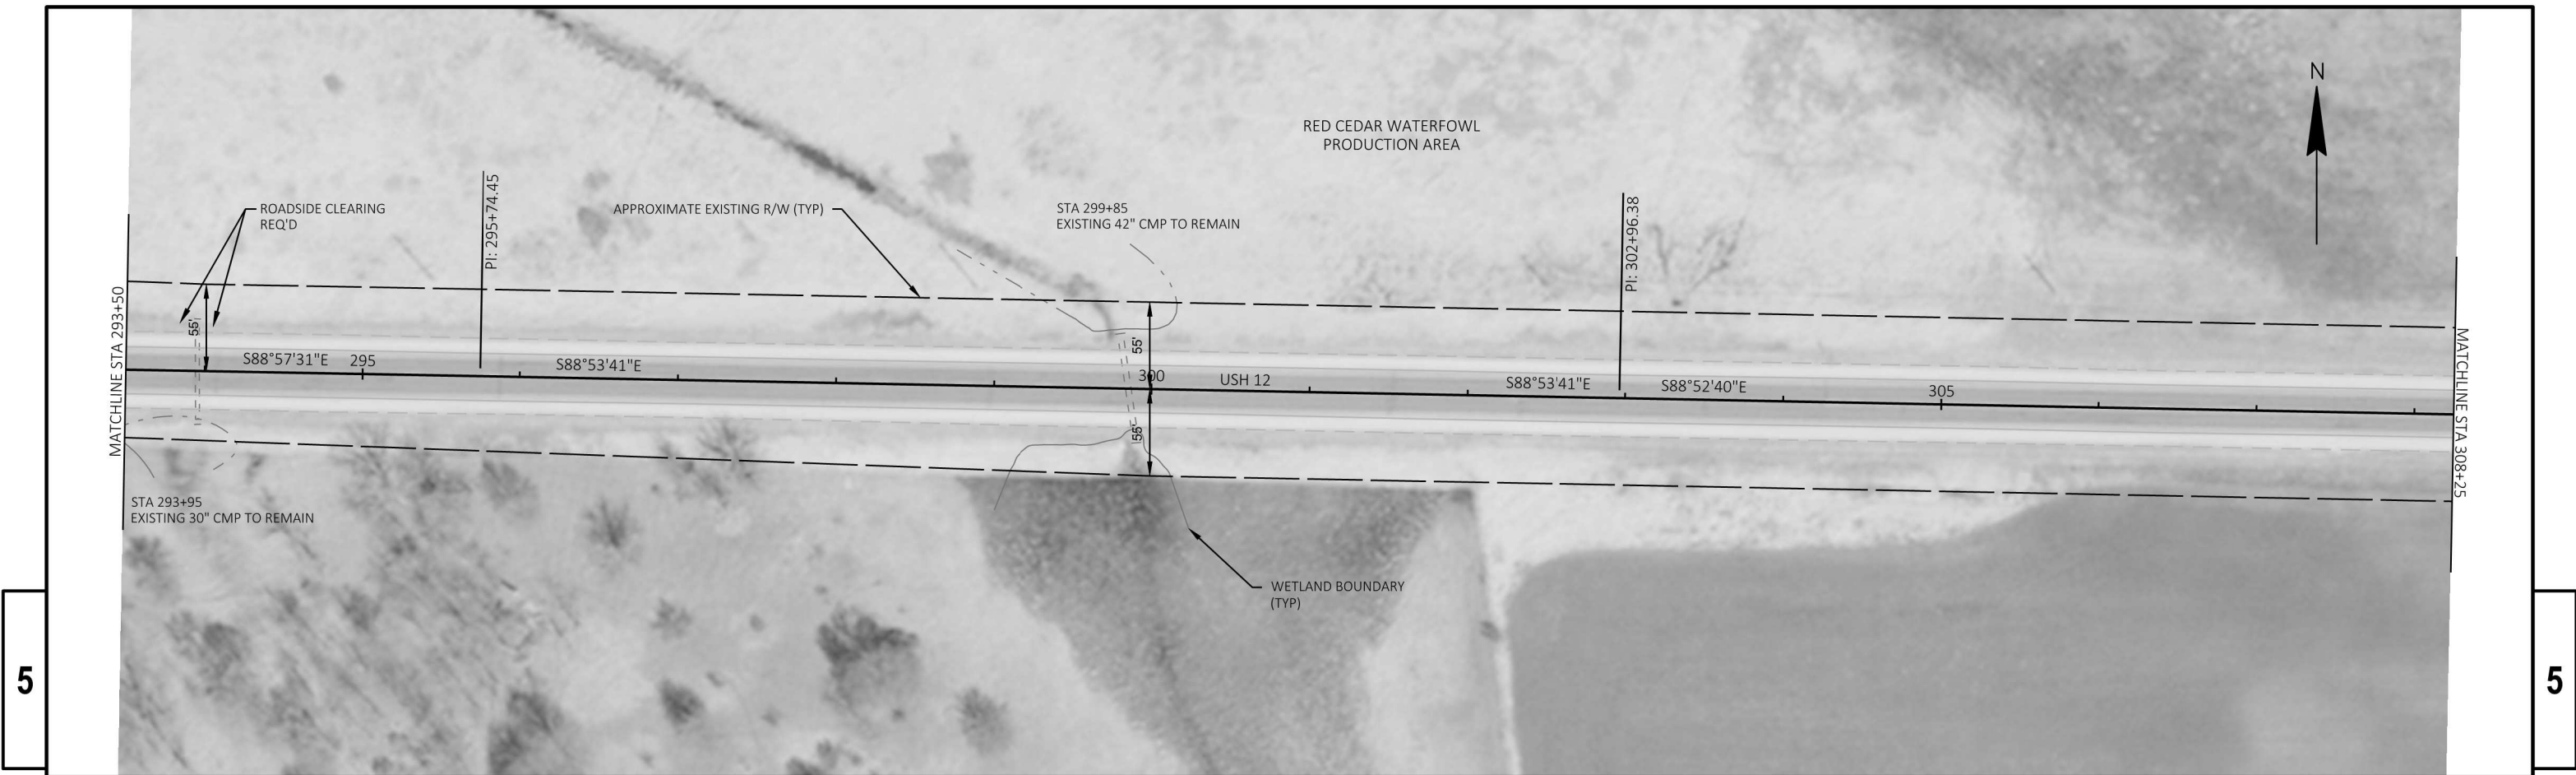 N
RED CEDAR WATERFOWL
PRODUCTION AREA
ROADSIDE CLEARING
REQ'D
PI: 295+74.45
APPROXIMATE EXISTING R/W (TYP)
STA 299+85
EXISTING 42" CMP TO REMAIN
PI: 302+96.38
MATCHLINE STA 293+50
55'
55'
S88°57'31"E
295
S88°53'41"E
300
USH 12
S88°53'41"E
S88°52'40"E
305
MATCHLINE STA 308+25
55'
STA 293+95
EXISTING 30" CMP TO REMAIN
WETLAND BOUNDARY
(TYP)
5
5